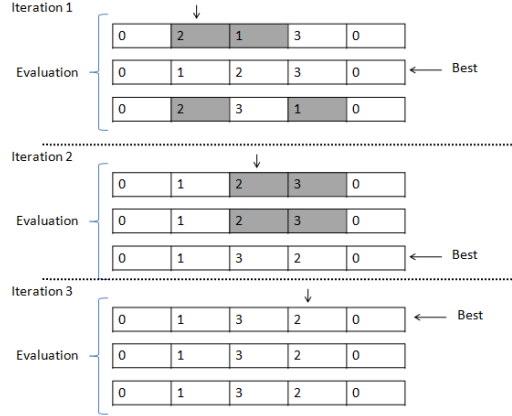 Iteration 1
0 2 1 3 0
Evaluation 0 1 2 3 0 Best
0 2 3 1 0
Iteration 2
0 1 2 3 0
Evaluation 0 1 2 3 0
0 1 3 2 0 Best
Iteration 3
0 1 3 2 0 Best
Evaluation 0 1 3 2 0
0 1 3 2 0